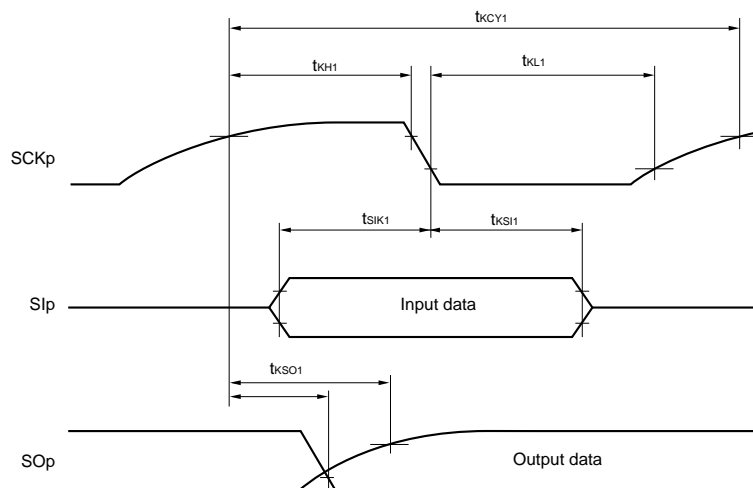 tKCY1
tKH1
tKL1
SCKp
tSIK1
tKSI1
SIp
Input data
tKSO1
SOp
Output data